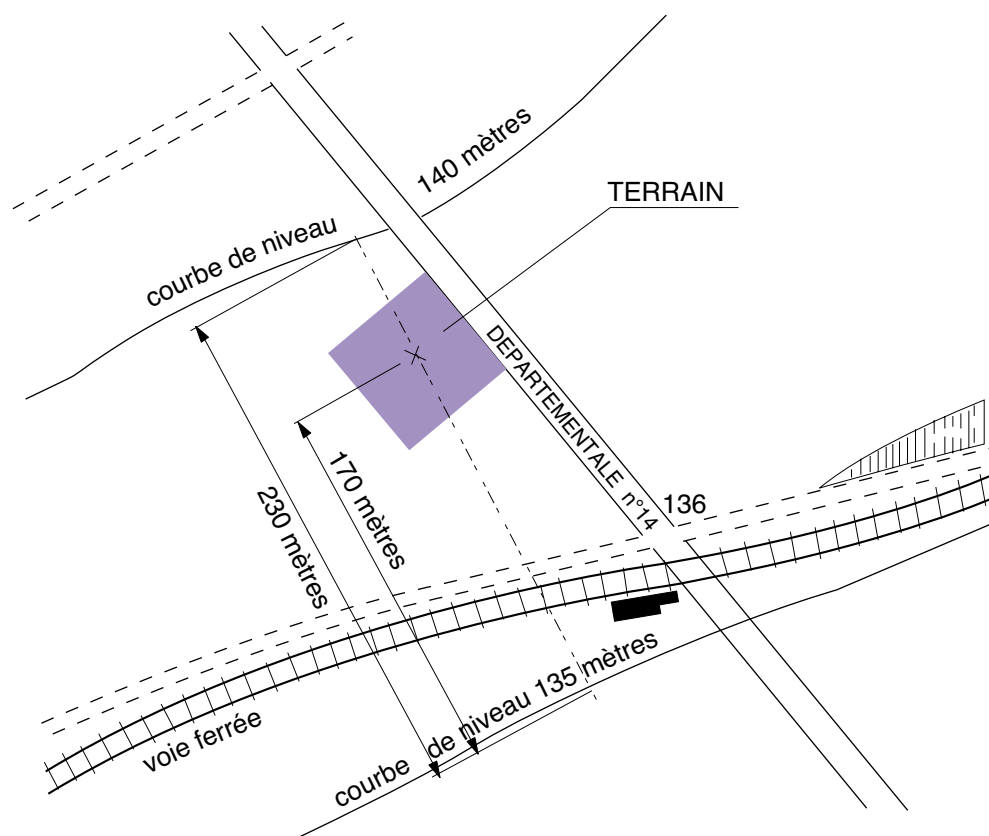 140 mètres
TERRAIN
courbe de niveau
DEPARTEMENTALE n°14
170 mètres
230 mètres
136
courbe de niveau 135 mètres
voie ferrée